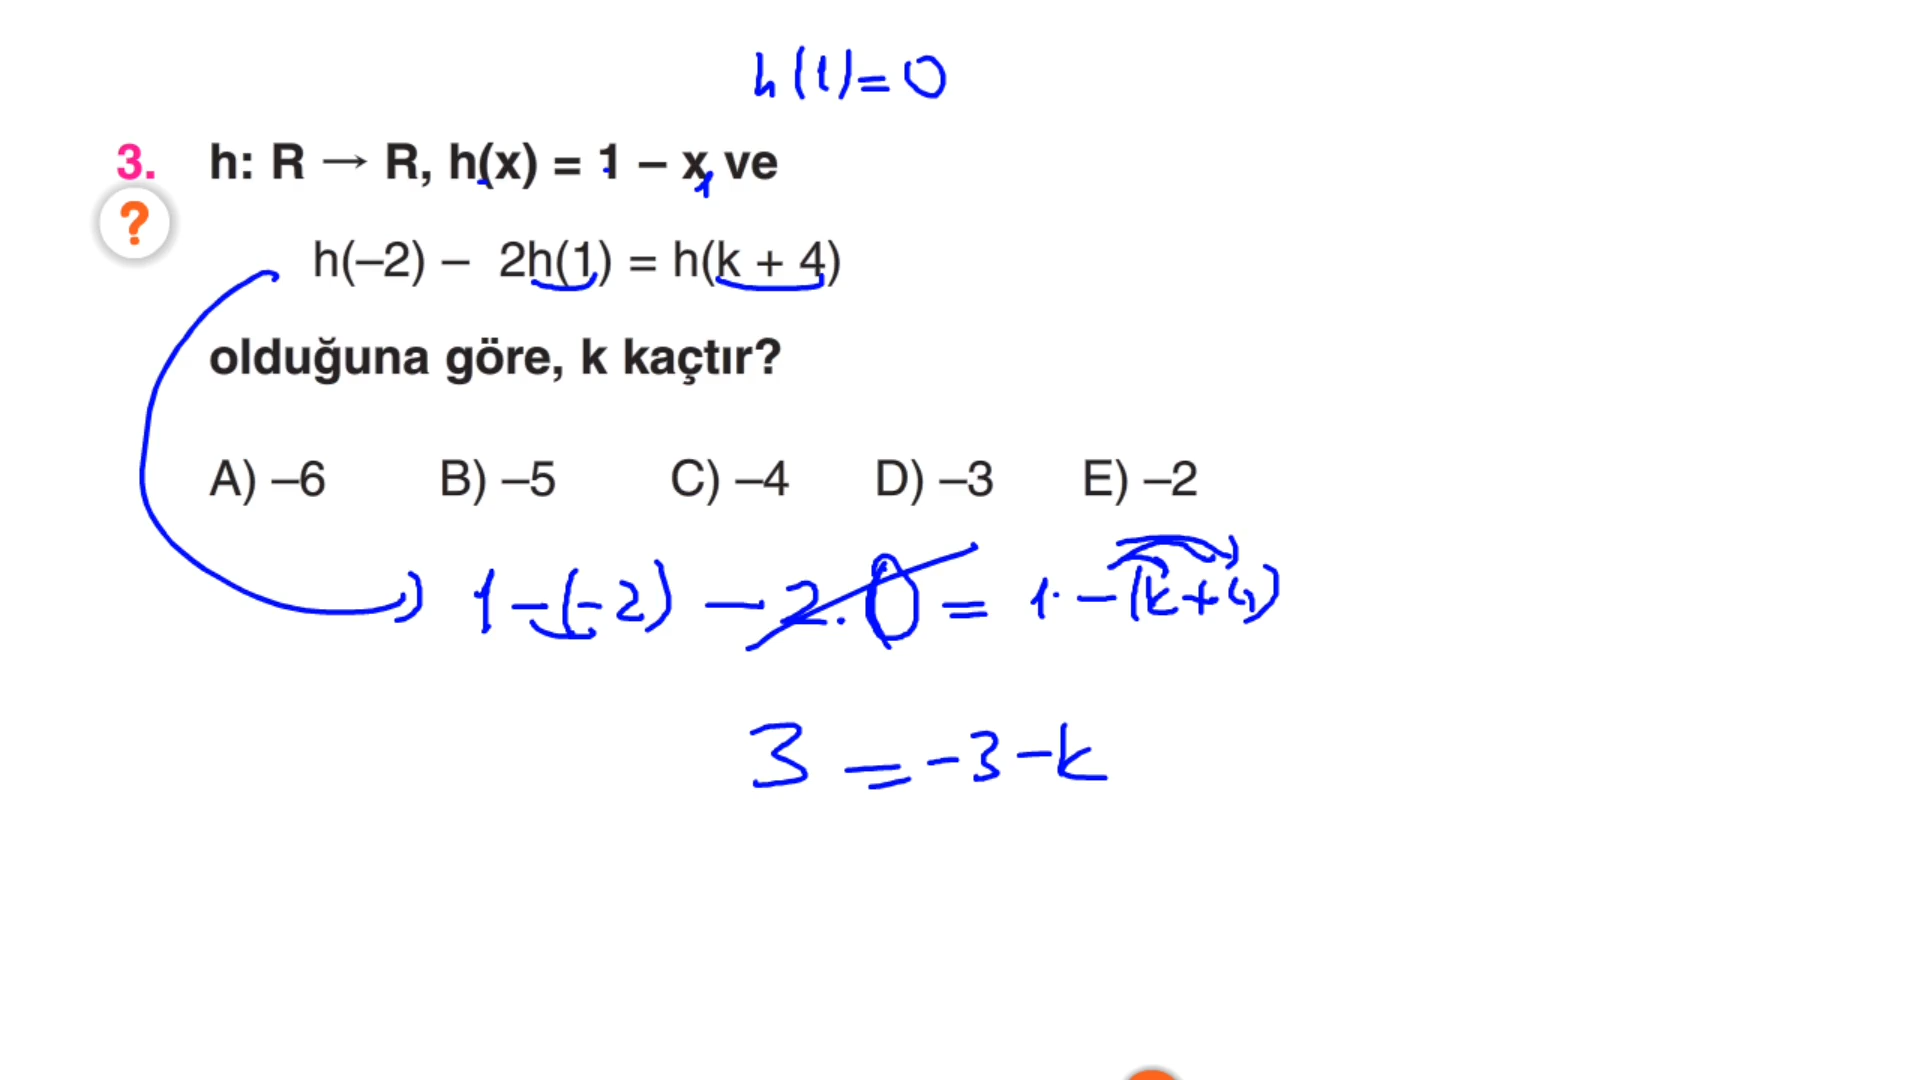 h(1)=0
3. h: R → R, h(x) = 1 – x ve
1
?
h(–2) – 2h(1) = h(k + 4)
olduğuna göre, k kaçtır?
A) –6 B) –5 C) –4 D) –3 E) –2
1-(-2) - 2.0 = 1-(k+4)
3 = -3-k